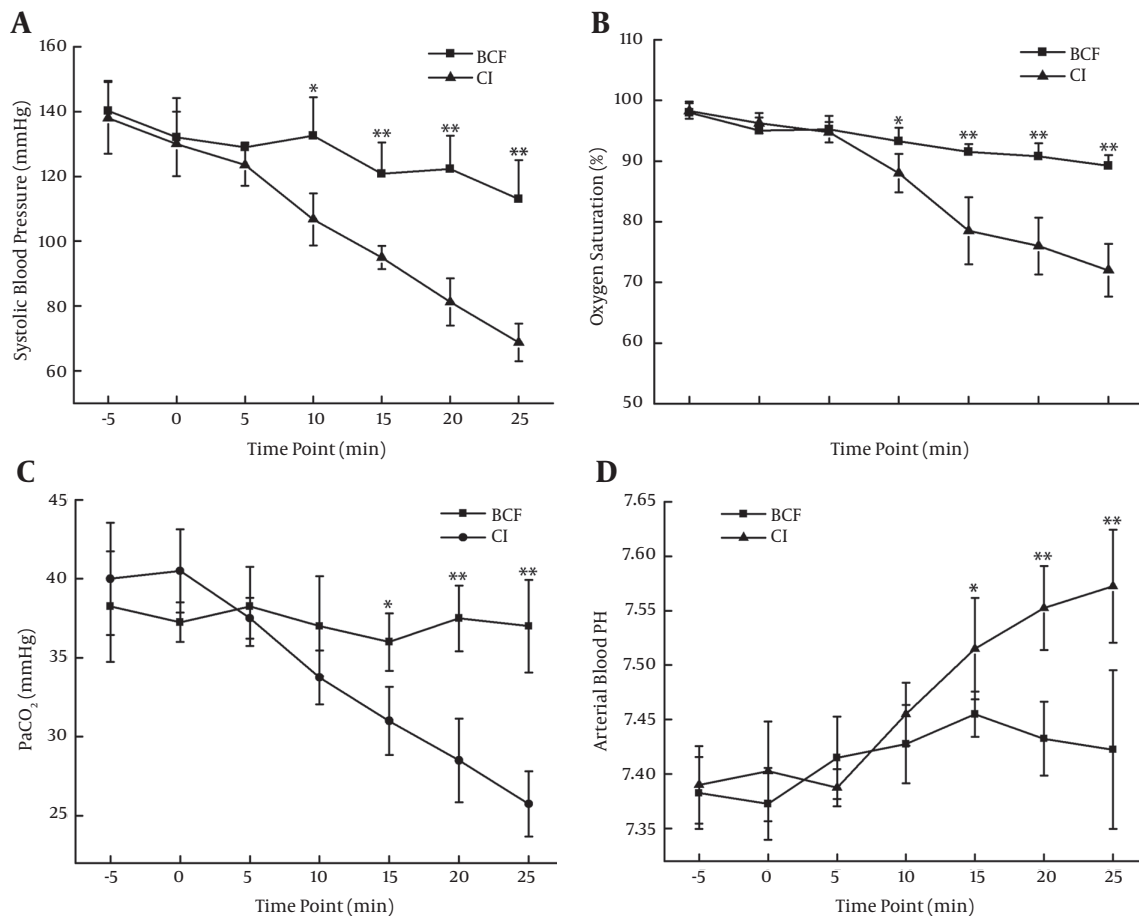 A
160
140
120
100
80
60
Systolic Blood Pressure (mmHg)
BCF
CI
*
**
**
**
-5 0 5 10 15 20 25
Time Point (min)
B
110
100
90
80
70
60
50
Oxygen Saturation (%)
BCF
CI
*
**
**
**
Time Point (min)
C
45
40
35
30
25
PaCO₂ (mmHg)
BCF
CI
*
**
**
-5 0 5 10 15 20 25
Time Point (min)
D
7.65
7.60
7.55
7.50
7.45
7.40
7.35
Arterial Blood PH
BCF
CI
*
**
**
-5 0 5 10 15 20 25
Time Point (min)